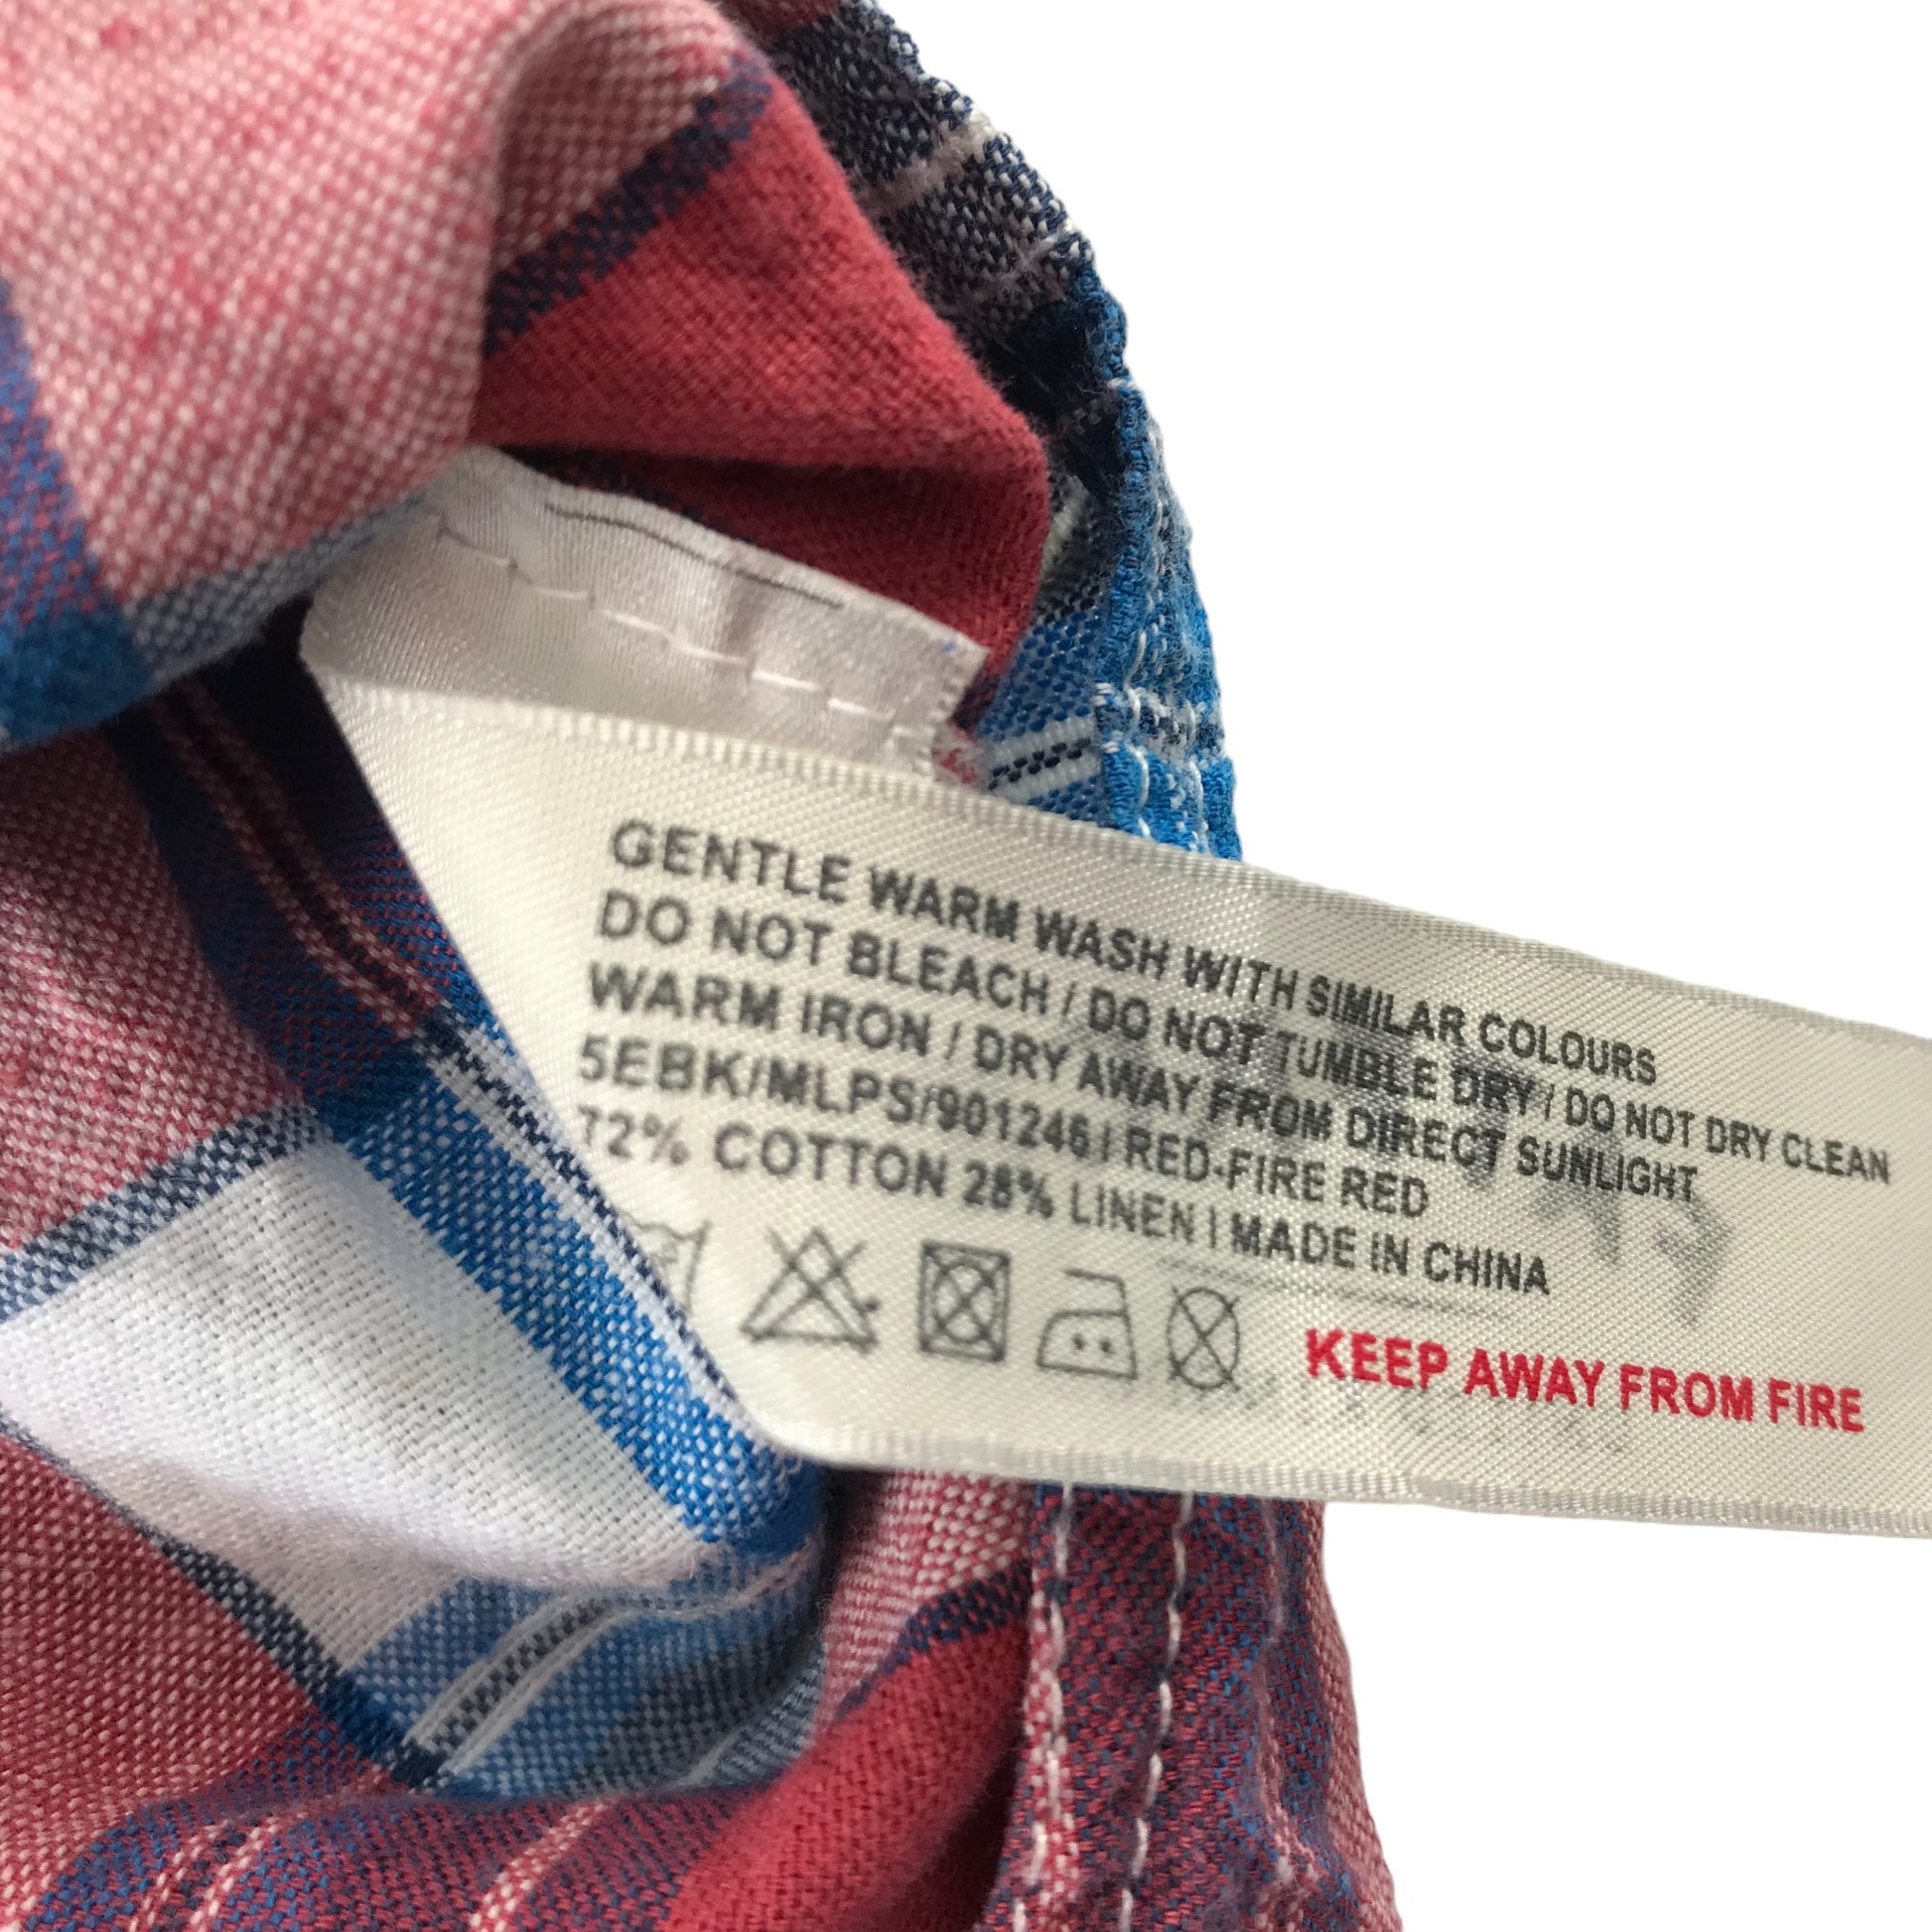 GENTLE WARM WASH WITH SIMILAR COLOURS
DO NOT BLEACH / DO NOT TUMBLE DRY / DO NOT DRY CLEAN
WARM IRON / DRY AWAY FROM DIRECT SUNLIGHT
5EBK/MLPS/901246 | RED-FIRE RED
72% COTTON 28% LINEN | MADE IN CHINA
KEEP AWAY FROM FIRE